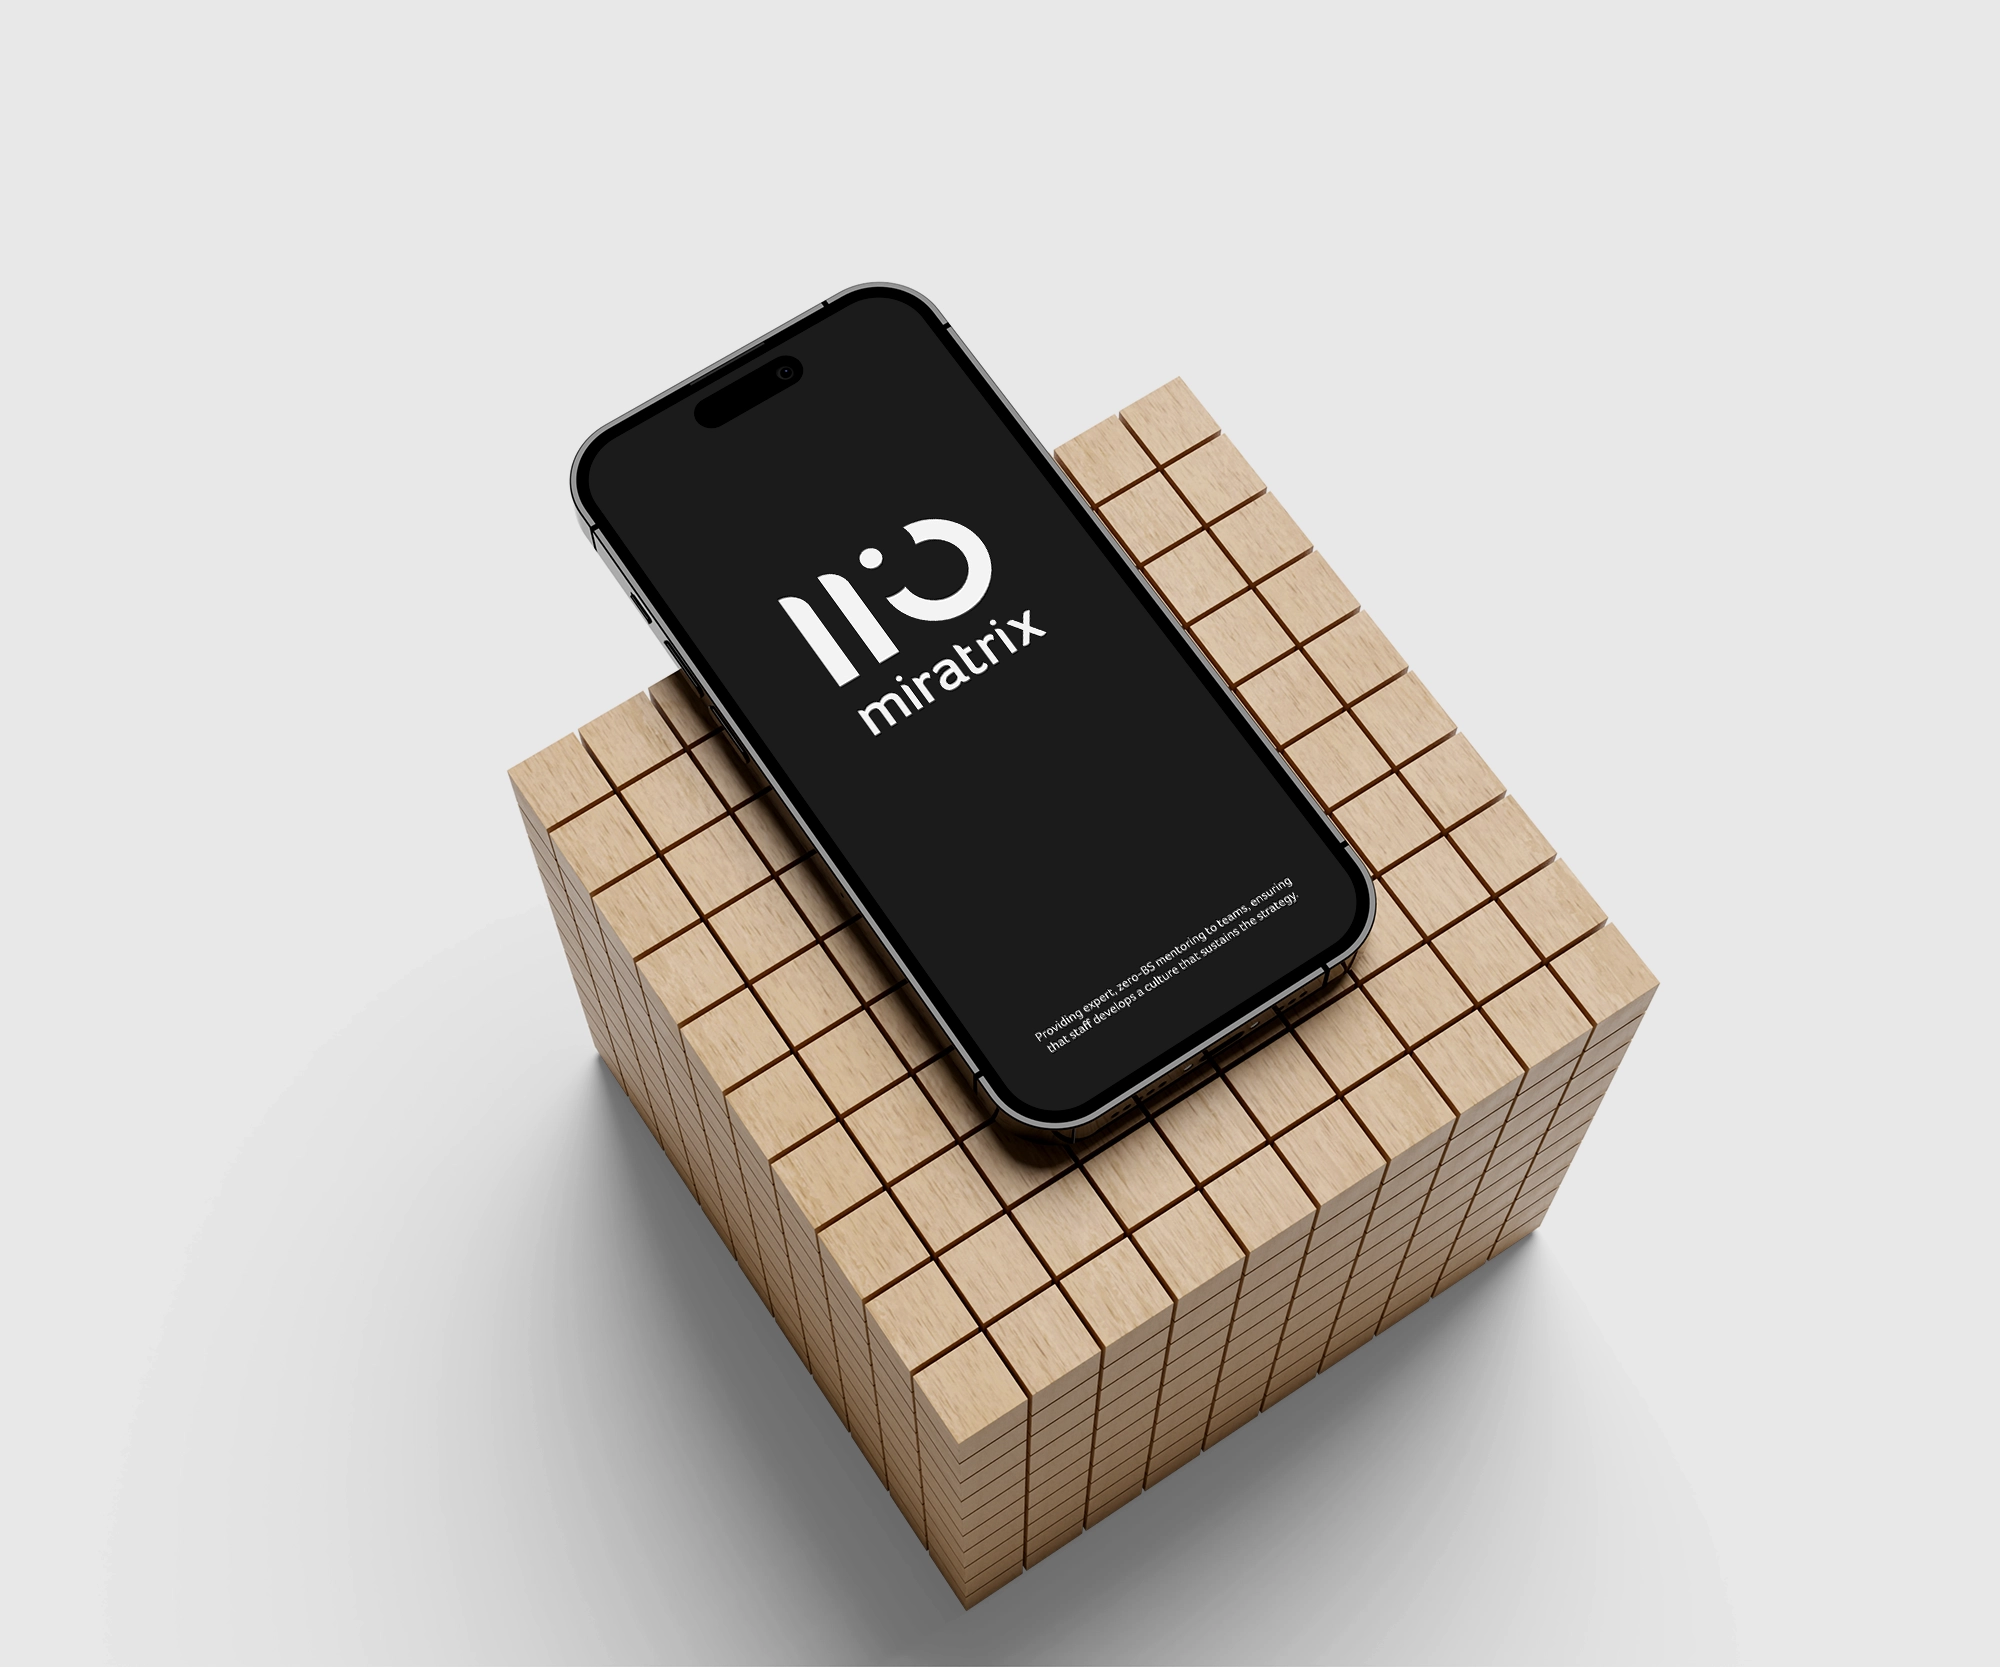 miratrix
Providing expert, zero-BS mentoring to teams, ensuring
that staff develops a culture that sustains the strategy.